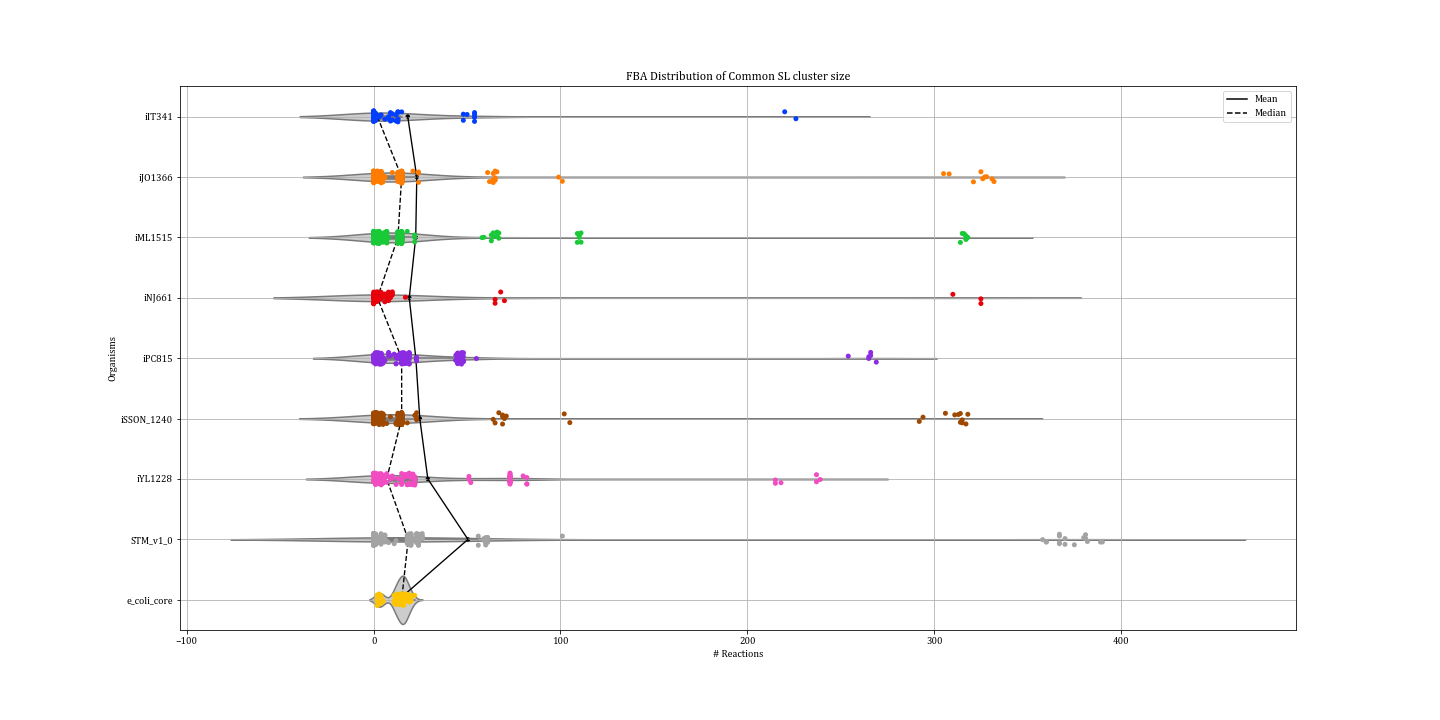 FBA Distribution of Common SL cluster size
Mean
Median
Organisms
iIT341
iJO1366
iML1515
iNJ661
iPC815
iSSON_1240
iYL1228
STM_v1_0
e_coli_core
−100
0
100
200
300
400
# Reactions